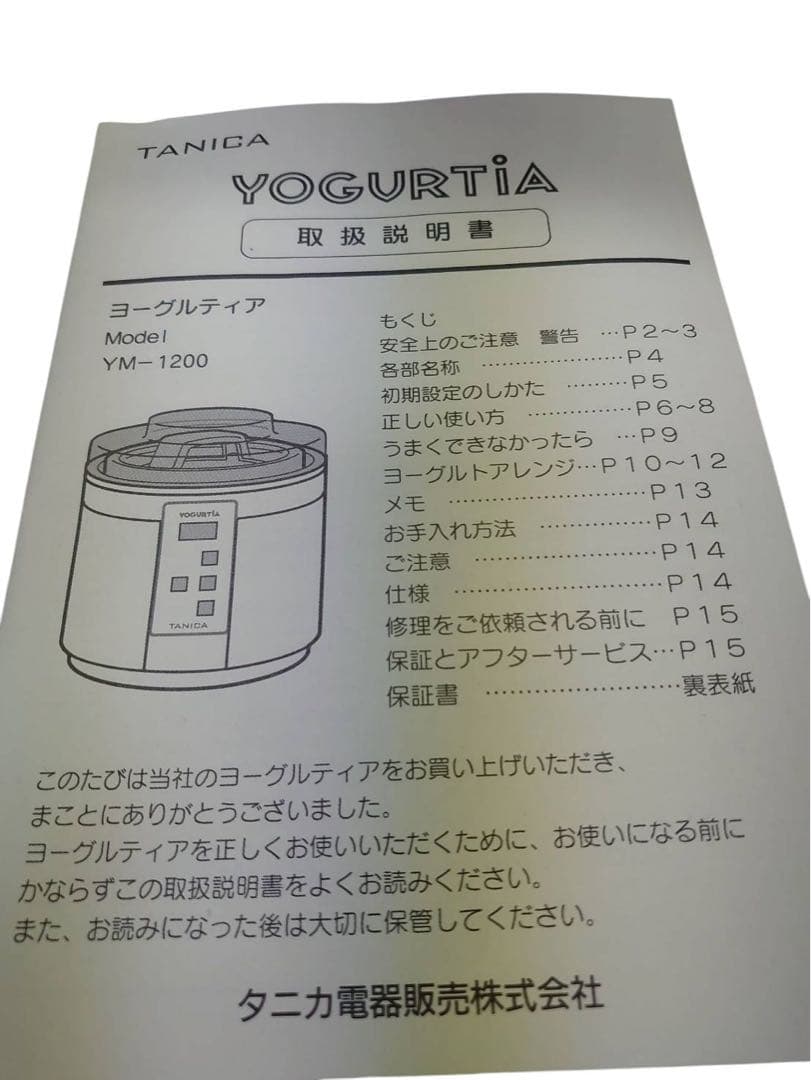 TANICA
YOGURTiA
取扱説明書
ヨーグルティア
Model
YM－1200
もくじ
安全上のご注意　警告　…P2～3
各部名称　…………………P4
初期設定のしかた　………P5
正しい使い方　……………P6～8
うまくできなかったら　…P9
ヨーグルトアレンジ…P10～12
メモ　………………………P13
お手入れ方法　……………P14
ご注意　……………………P14
仕様　………………………P14
修理をご依頼される前に　P15
保証とアフターサービス…P15
保証書　……………………裏表紙
YOGURTiA
TANICA
このたびは当社のヨーグルティアをお買い上げいただき、
まことにありがとうございました。
ヨーグルティアを正しくお使いいただくために、お使いになる前に
かならずこの取扱説明書をよくお読みください。
また、お読みになった後は大切に保管してください。
タニカ電器販売株式会社